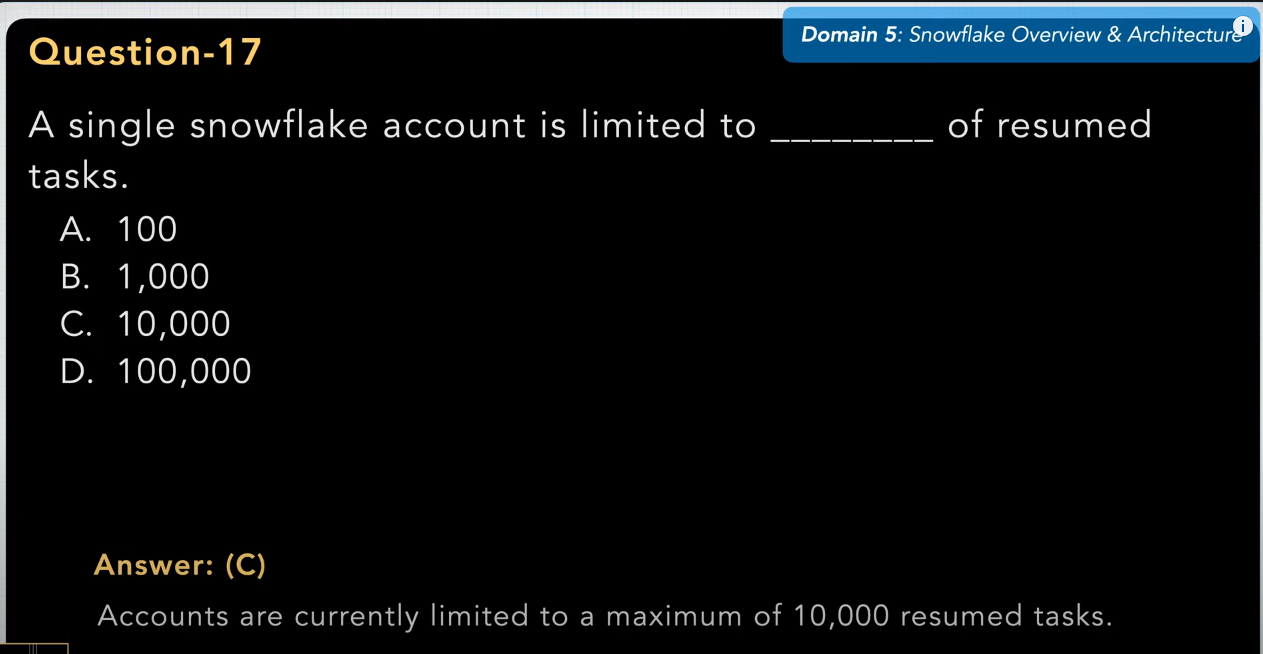 Domain 5: Snowflake Overview & Architecture
Question-17
A single snowflake account is limited to ________ of resumed
tasks.
A. 100
B. 1,000
C. 10,000
D. 100,000
Answer: (C)
Accounts are currently limited to a maximum of 10,000 resumed tasks.